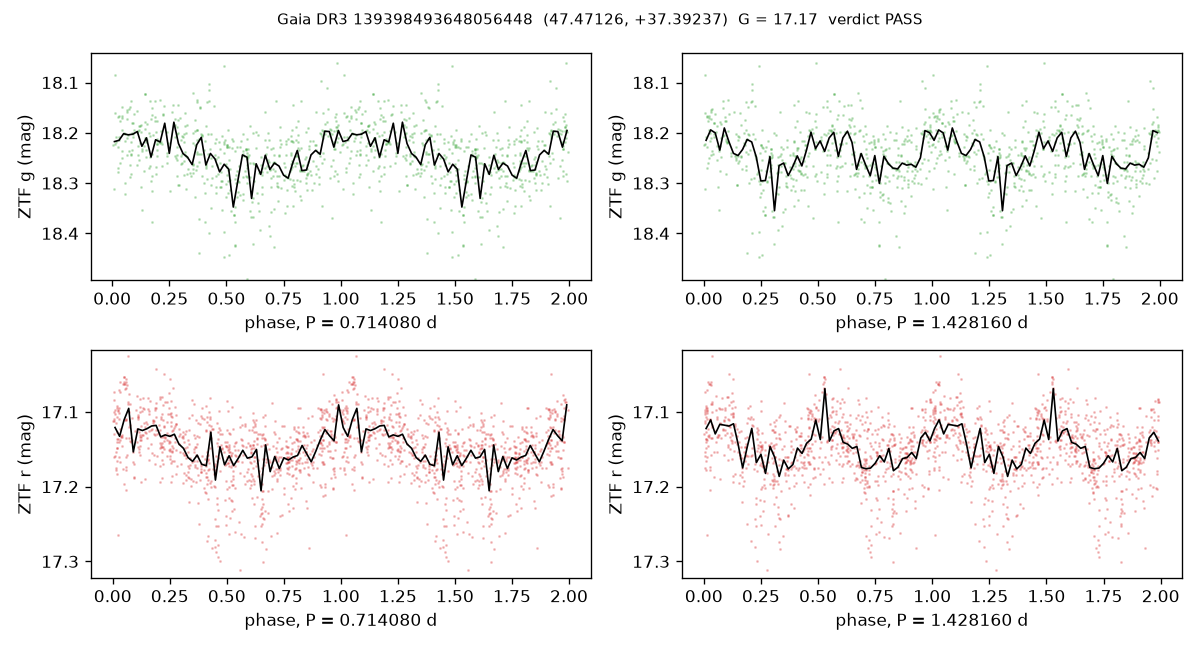 Gaia DR3 139398493648056448  (47.47126, +37.39237)  G = 17.17  verdict PASS
ZTF g (mag)
18.1
18.2
18.3
18.4
0.00 0.25 0.50 0.75 1.00 1.25 1.50 1.75 2.00
phase, P = 0.714080 d
ZTF g (mag)
18.1
18.2
18.3
18.4
0.00 0.25 0.50 0.75 1.00 1.25 1.50 1.75 2.00
phase, P = 1.428160 d
ZTF r (mag)
17.1
17.2
17.3
0.00 0.25 0.50 0.75 1.00 1.25 1.50 1.75 2.00
phase, P = 0.714080 d
ZTF r (mag)
17.1
17.2
17.3
0.00 0.25 0.50 0.75 1.00 1.25 1.50 1.75 2.00
phase, P = 1.428160 d